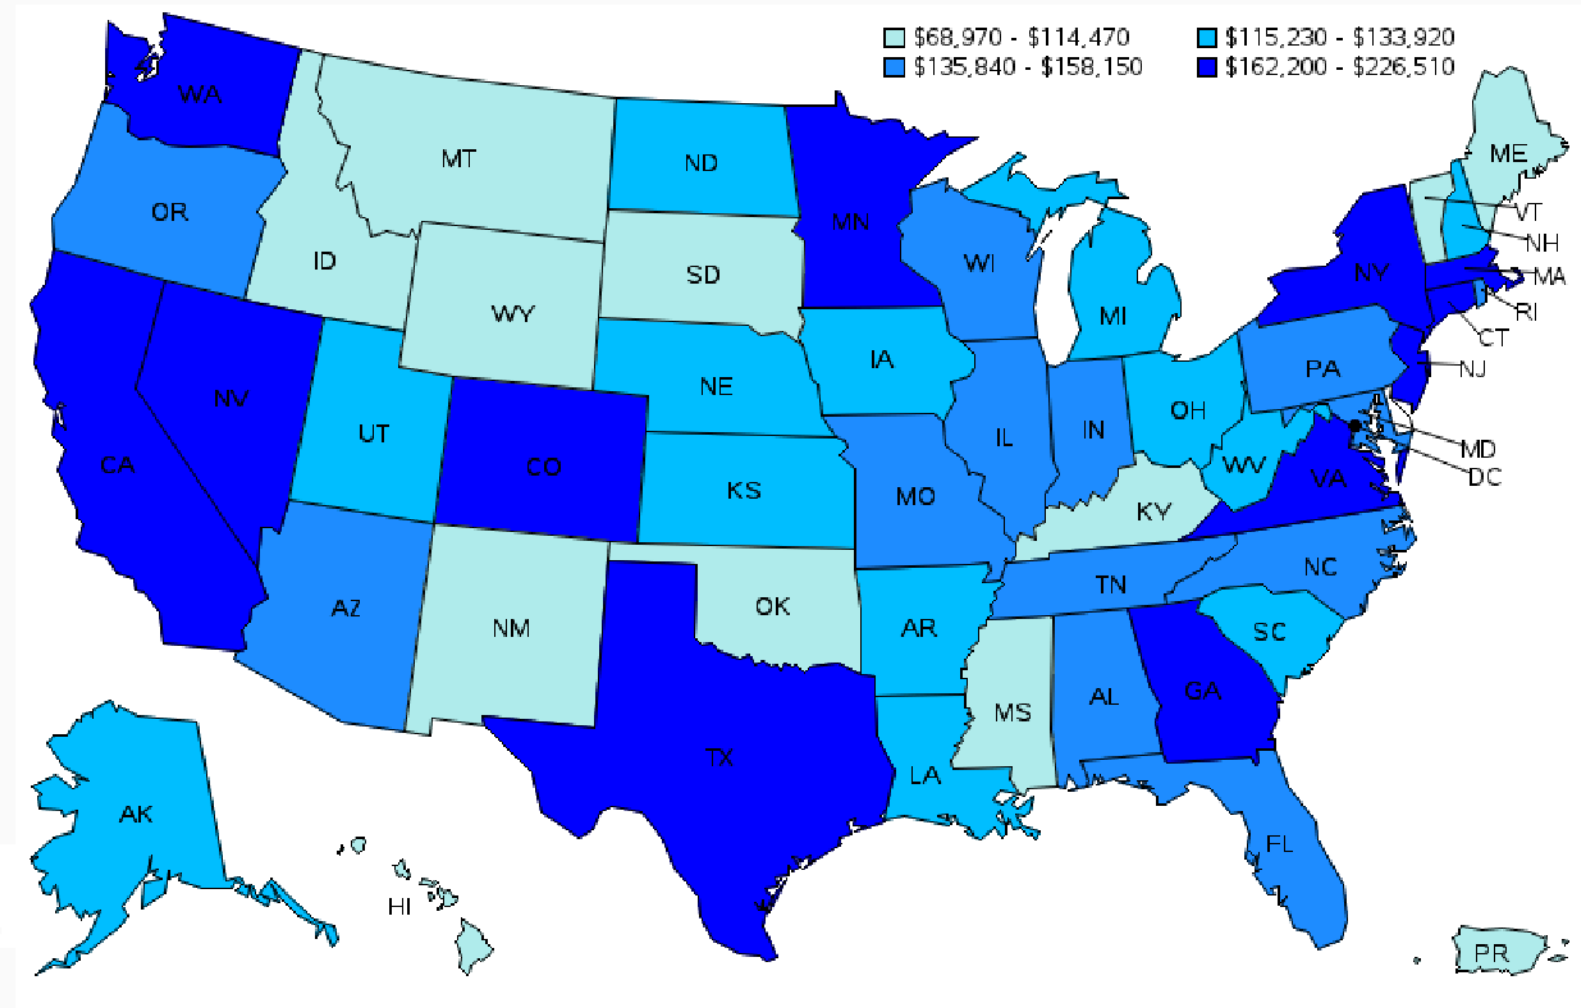 $68,970 - $114,470
$115,230 - $133,920
$135,840 - $158,150
$162,200 - $226,510
WA
MT
ND
ME
OR
MN
VT
ID
SD
WI
NH
NY
MA
WY
MI
RI
IA
CT
NV
NE
PA
NJ
UT
OH
CA
CO
IL
IN
MD
KS
WV
VA
DC
MO
KY
AZ
NM
OK
TN
NC
AR
SC
MS
AL
GA
TX
LA
AK
FL
HI
PR